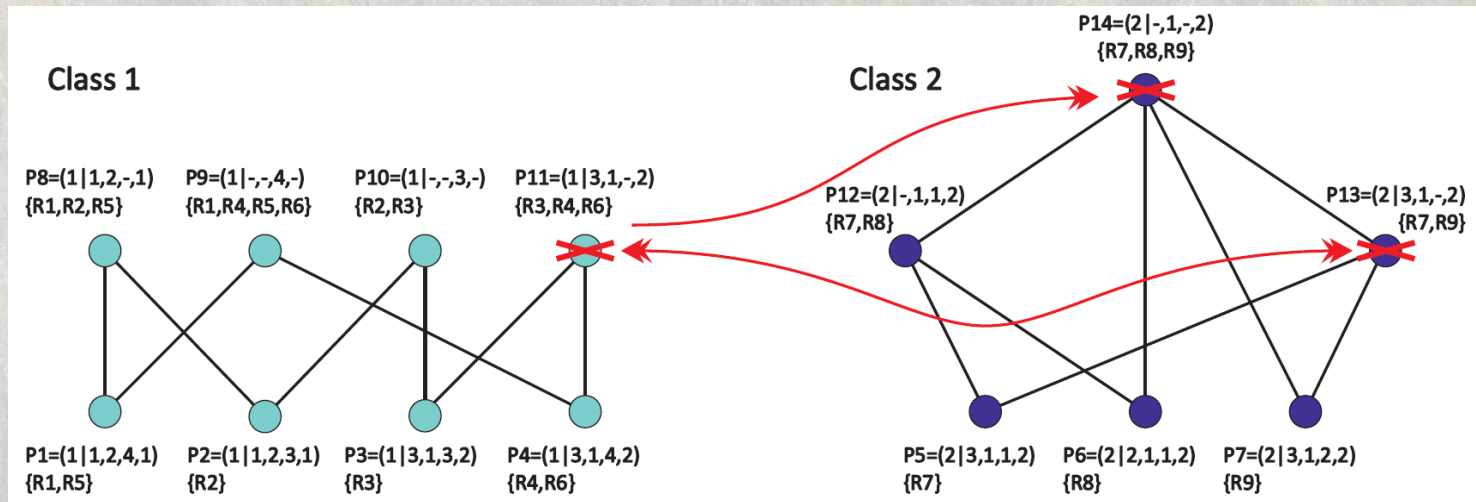 P14=(2|-,1,-,2)
{R7,R8,R9}
Class 1
Class 2
P8=(1|1,2,-,1)
{R1,R2,R5}
P9=(1|-,-,4,-)
{R1,R4,R5,R6}
P10=(1|-,-,3,-)
{R2,R3}
P11=(1|3,1,-,2)
{R3,R4,R6}
P12=(2|-,1,1,2)
{R7,R8}
P13=(2|3,1,-,2)
{R7,R9}
P1=(1|1,2,4,1)
{R1,R5}
P2=(1|1,2,3,1)
{R2}
P3=(1|3,1,3,2)
{R3}
P4=(1|3,1,4,2)
{R4,R6}
P5=(2|3,1,1,2)
{R7}
P6=(2|2,1,1,2)
{R8}
P7=(2|3,1,2,2)
{R9}